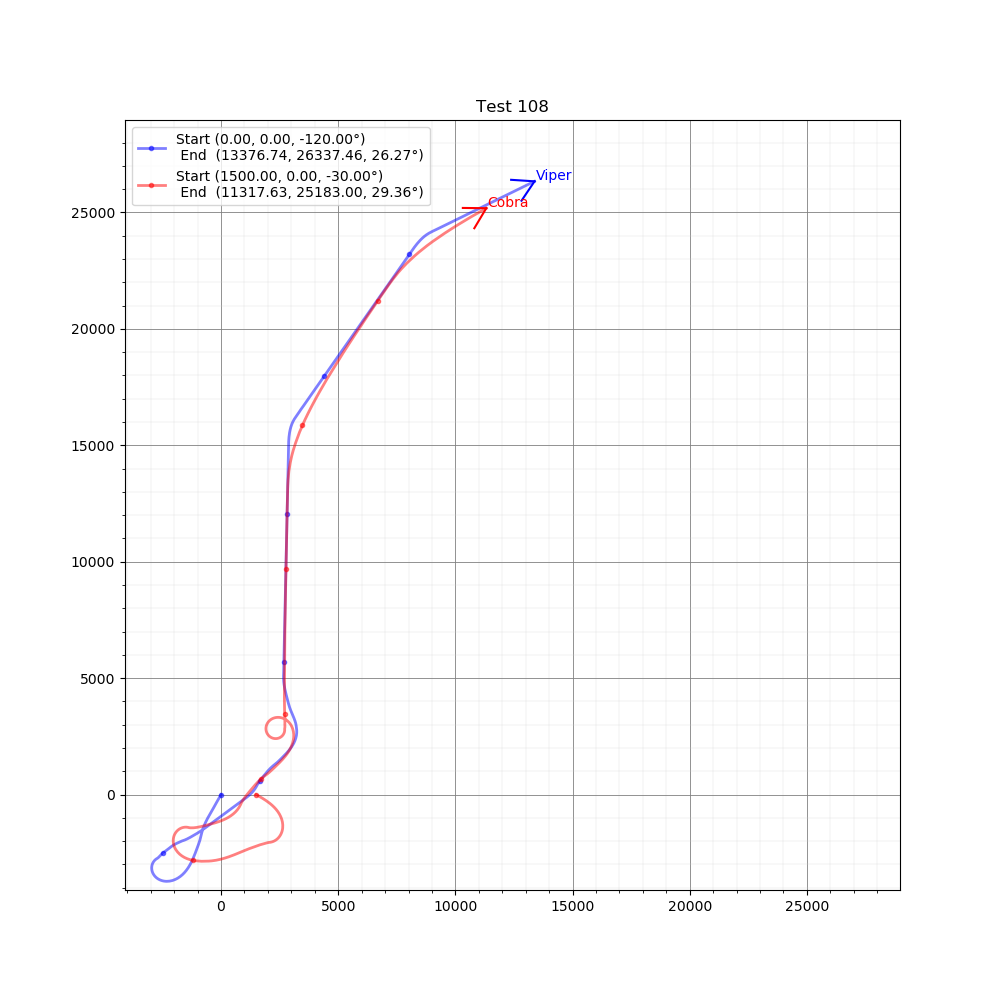 Test 108
Start (0.00, 0.00, -120.00°)
End  (13376.74, 26337.46, 26.27°)
Start (1500.00, 0.00, -30.00°)
End  (11317.63, 25183.00, 29.36°)
Viper
Cobra
25000
20000
15000
10000
5000
0
0
5000
10000
15000
20000
25000